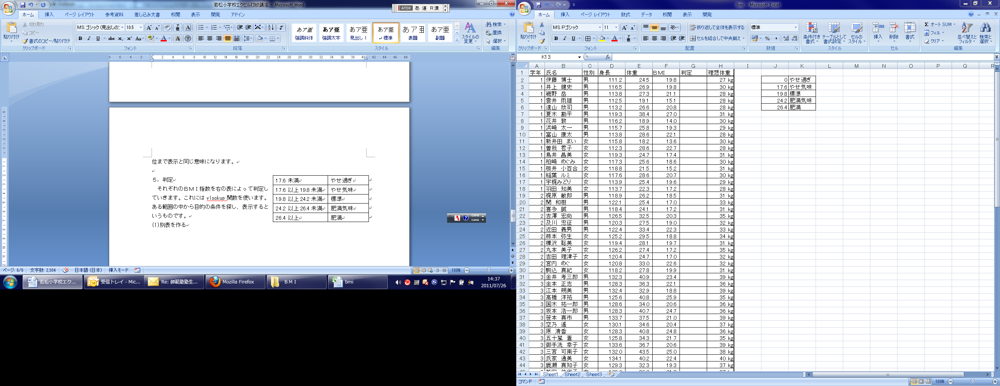 若松小学校エクセル初級講座 - Microsoft Word
ATOK あ 連 R漢
ホーム 挿入 ページ レイアウト 参考資料 差し込み文書 校閲 表示 開発 アドイン
貼り付け 切り取り コピー 書式のコピー/貼り付け
MS ゴシック (見出しのｺ 10.5
あア亜 あア亜 あア亜 あア亜 あア亜 あア亜
強調斜体 強調太字 見出し 1 ↵標準 表題 副題
スタイルの変更 検索 置換 選択
クリップボード フォント 段落 スタイル 編集
8 6 4 2 2 4 6 8 10 12 14 16 18 20 22 24 26 28 30 32 34 36 38 40 42 44 46 48
位まで表示と同じ意味になります。
５．判定
それぞれのＢＭＩ指数を右の表によって判定し
ていきます。これには vlookup 関数を使います。
ある範囲の中から目的の条件を探し、表示すると
いうものです。
(1)別表を作る
17.6 未満 やせ過ぎ
17.6 以上 19.8 未満 やせ気味
19.8 以上 24.2 未満 標準
24.2 以上 26.4 未満 肥満気味
26.4 以上 肥満
CAPS
KANA
ページ: 6/6 文字数: 2,304 日本語 (日本) 挿入モード 100%
若松小学校エク... 受信トレイ - Mic... Re: 師範塾塾生... Mozilla Firefox ＢＭＩ bmi
14:37
2011/07/26
bmi - Microsoft Excel
ホーム 挿入 ページ レイアウト 数式 データ 校閲 表示 開発
貼り付け MS Pゴシック 11 折り返して全体を表示する 標準
セルを結合して中央揃え
条件付き書式 テーブルとして書式設定 セルのスタイル 挿入 削除 書式
Σ オート SUM フィル クリア 並べ替えとフィルタ 検索と選択
クリップボード フォント 配置 数値 スタイル セル 編集
K13 fx
A B C D E F G H I J K L M N O P Q R
1 学年 氏名 性別 身長 体重 ＢＭＩ 判定 理想体重
2 1 伊藤 博士 男 111.2 24.5 19.8 27 kg 0 やせ過ぎ
3 1 井上 健史 男 116.5 26.9 19.8 30 kg 17.6 やせ気味
4 1 磯野 岳 男 113.8 27.3 21.1 28 kg 19.8 標準
5 1 雲井 雨雄 男 112.5 19.1 15.1 28 kg 24.2 肥満気味
6 1 遠山 欣司 男 113.2 26.6 20.8 28 kg 26.4 肥満
7 1 夏木 勘平 男 119.3 38.4 27.0 31 kg
8 1 花井 敦 男 116.2 18.9 14.0 30 kg
9 1 浜崎 太一 男 115.7 25.8 19.3 29 kg
10 1 富山 康太 男 113.8 28.6 22.1 28 kg
11 1 新井田 まい 女 115.8 18.2 13.6 30 kg
12 1 曽我 君子 女 112.3 28.6 22.7 28 kg
13 1 鳥井 昌美 女 119.3 24.7 17.4 31 kg
14 1 柏崎 めぐみ 女 117.3 25.6 18.6 30 kg
15 1 板井 小百合 女 118.8 21.5 15.2 31 kg
16 1 稲葉 ルミ 女 117.6 28.6 20.7 30 kg
17 1 宇梶みどり 女 113.9 25.4 19.6 29 kg
18 1 羽田 知美 女 113.7 22.3 17.2 28 kg
19 2 梶原 敏郎 男 118.9 26.2 18.5 31 kg
20 2 関 和樹 男 122.1 25.4 17.0 33 kg
21 2 喜多 誠 男 118.4 24.1 17.2 31 kg
22 2 吉澤 宏尚 男 126.5 32.5 20.3 35 kg
23 2 及川 忠征 男 120.3 27.5 19.0 32 kg
24 2 近田 義男 男 122.4 33.4 22.3 33 kg
25 2 柿本 弥生 女 125.2 29.5 18.8 34 kg
26 2 樺沢 聡美 女 119.4 28.1 19.7 31 kg
27 2 丸本 美子 女 126.2 27.4 17.2 35 kg
28 2 吉田 理津子 女 120.4 24.7 17.0 32 kg
29 2 宮内 めぐ 女 120.8 33.0 22.6 32 kg
30 2 駒込 真紀 女 118.2 27.8 19.9 31 kg
31 3 金井 孝三郎 男 132.3 40.9 23.4 39 kg
32 3 金本 正志 男 128.3 36.3 22.1 36 kg
33 3 江本 朔美 男 132.4 32.9 18.8 39 kg
34 3 高橋 洋祐 男 125.6 40.8 25.9 35 kg
35 3 国木 祐一郎 男 128.6 34.0 20.6 36 kg
36 3 坂本 浩一郎 男 128.3 40.7 24.7 36 kg
37 3 笹本 真市 男 133.7 37.5 21.0 39 kg
38 3 空乃 遙 女 130.1 34.6 20.4 37 kg
39 3 原 清香 女 128.3 40.8 24.8 36 kg
40 3 五十嵐 蒼 女 125.8 34.3 21.7 35 kg
41 3 御手洗 幸子 女 133.6 36.7 20.6 39 kg
42 3 三宮 可南子 女 132.0 43.5 25.0 38 kg
43 3 氏家 通美 女 134.1 40.2 22.4 40 kg
44 3 鹿瀬 真知子 女 129.3 32.3 19.3 37 kg
Sheet1 Sheet2 Sheet3
コマンド 100%